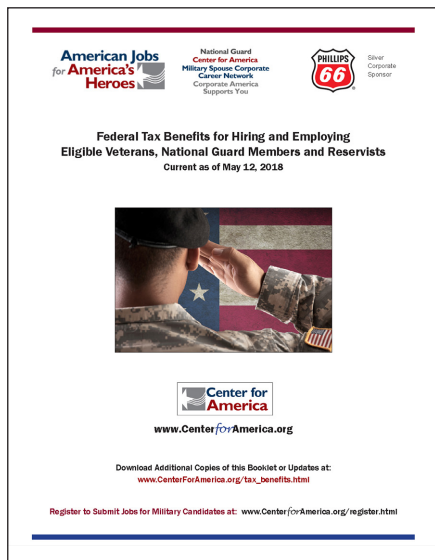 American Jobs
for America's
Heroes
National Guard
Center for America
Military Spouse Corporate
Career Network
Corporate America
Supports You
PHILLIPS
66
Silver
Corporate
Sponsor
Federal Tax Benefits for Hiring and Employing
Eligible Veterans, National Guard Members and Reservists
Current as of May 12, 2018
Center for
America
www.CenterforAmerica.org
Download Additional Copies of this Booklet or Updates at:
www.CenterForAmerica.org/tax_benefits.html
Register to Submit Jobs for Military Candidates at: www.CenterforAmerica.org/register.html